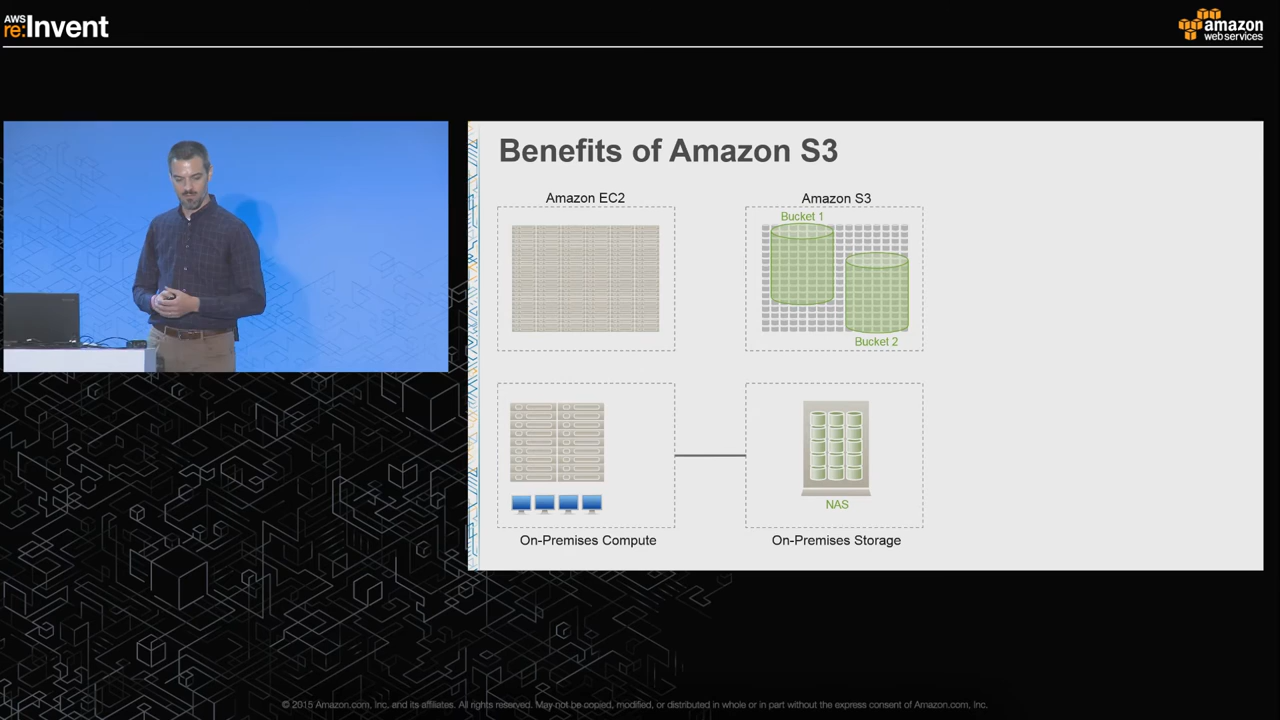 AWS
re:Invent
amazon
web services
Benefits of Amazon S3
Amazon EC2
Amazon S3
Bucket 1
Bucket 2
NAS
On-Premises Compute
On-Premises Storage
© 2015 Amazon.com, Inc. and its affiliates. All rights reserved. May not be copied, modified, or distributed in whole or in part without the express consent of Amazon.com, Inc.